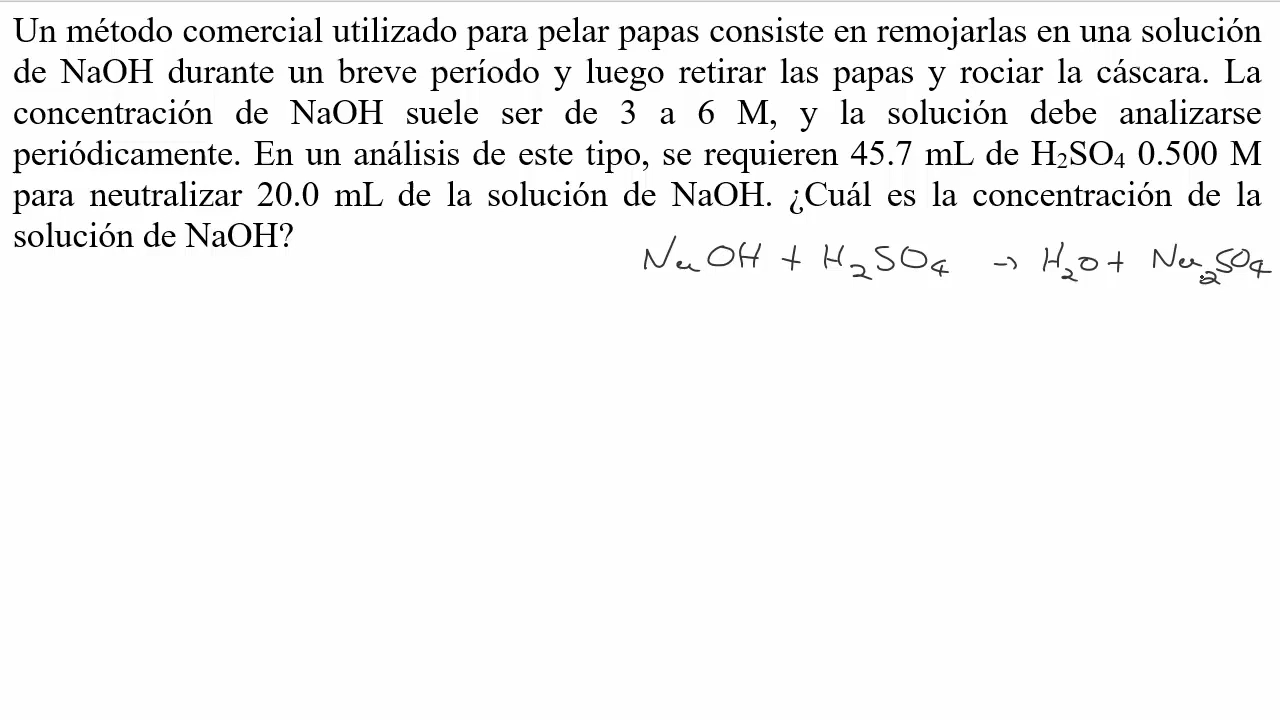 Un método comercial utilizado para pelar papas consiste en remojarlas en una solución
de NaOH durante un breve período y luego retirar las papas y rociar la cáscara. La
concentración de NaOH suele ser de 3 a 6 M, y la solución debe analizarse
periódicamente. En un análisis de este tipo, se requieren 45.7 mL de H₂SO₄ 0.500 M
para neutralizar 20.0 mL de la solución de NaOH. ¿Cuál es la concentración de la
solución de NaOH?
NaOH + H₂SO₄ → H₂O + Na₂SO₄